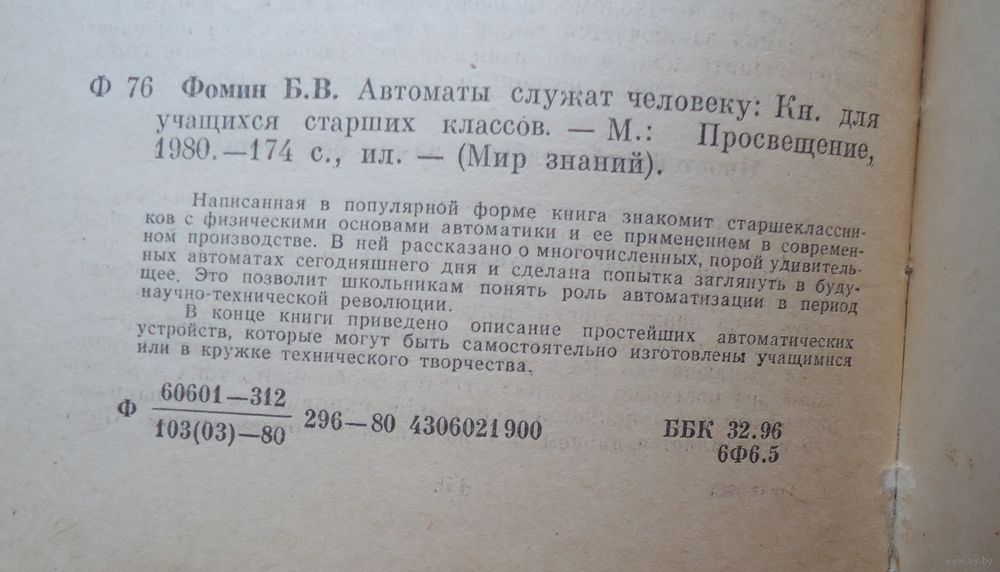 Ф 76 Фомин Б.В. Автоматы служат человеку: Кн. для
учащихся старших классов. — М.: Просвещение,
1980.—174 с., ил. — (Мир знаний).
Написанная в популярной форме книга знакомит старшеклассни-
ков с физическими основами автоматики и ее применением в современ-
ном производстве. В ней рассказано о многочисленных, порой удивитель-
ных автоматах сегодняшнего дня и сделана попытка заглянуть в буду-
щее. Это позволит школьникам понять роль автоматизации в период
научно-технической революции.
В конце книги приведено описание простейших автоматических
устройств, которые могут быть самостоятельно изготовлены учащимися
или в кружке технического творчества.
Ф 60601—312
103(03)—80 296—80 4306021900 ББК 32.96
6Ф6.5
www.ay.by